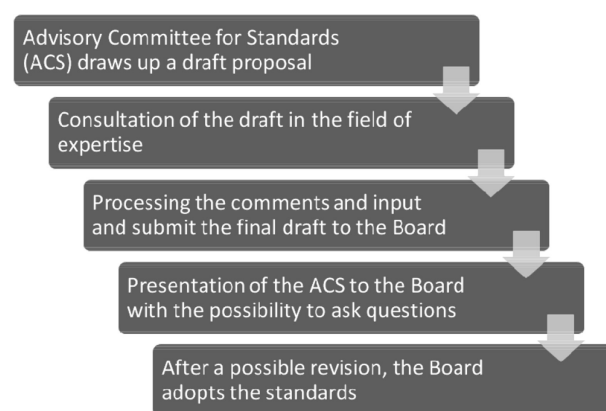 Advisory Committee for Standards
(ACS) draws up a draft proposal
Consultation of the draft in the field of
expertise
Processing the comments and input
and submit the final draft to the Board
Presentation of the ACS to the Board
with the possibility to ask questions
After a possible revision, the Board
adopts the standards